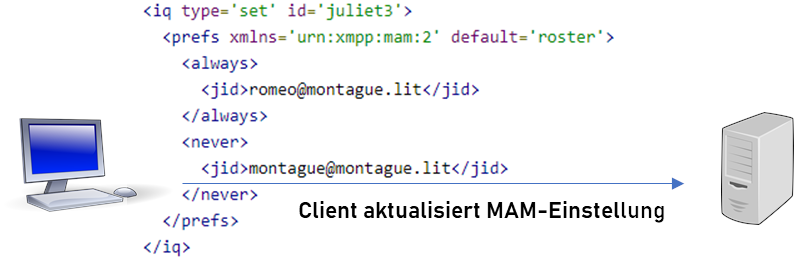 <iq type='set' id='juliet3'>
<prefs xmlns='urn:xmpp:mam:2' default='roster'>
<always>
<jid>romeo@montague.lit</jid>
</always>
<never>
<jid>montague@montague.lit</jid>
</never>
Client aktualisiert MAM-Einstellung
</prefs>
</iq>